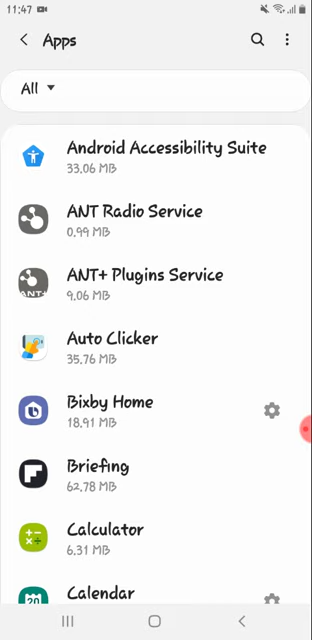 11:47
Apps
All
Android Accessibility Suite
33.06 MB
ANT Radio Service
0.99 MB
ANT+
ANT+ Plugins Service
9.06 MB
Auto Clicker
35.76 MB
Bixby Home
18.91 MB
Briefing
62.78 MB
Calculator
6.31 MB
20
Calendar